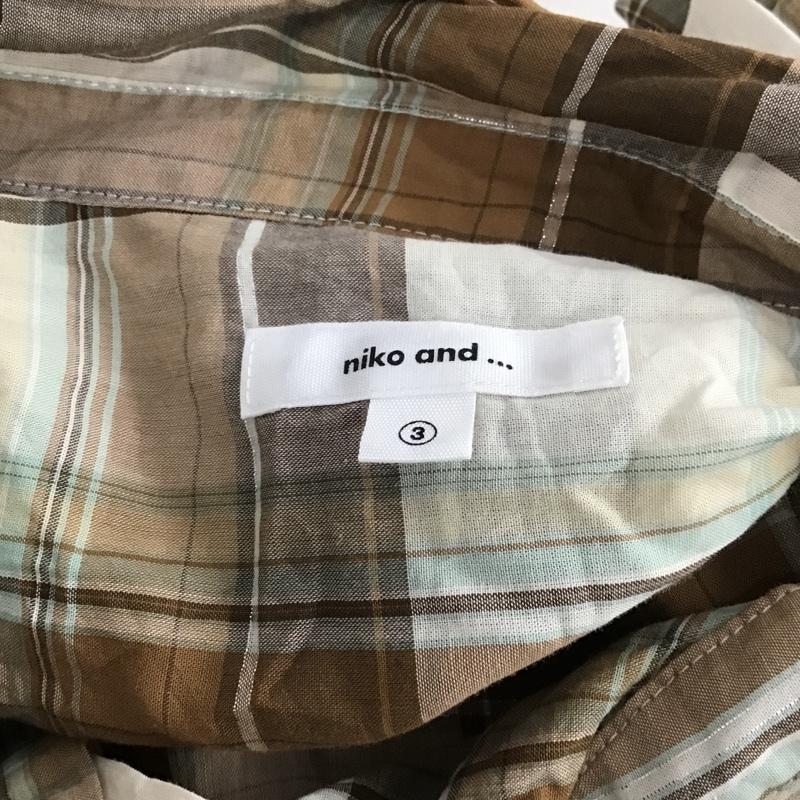 niko and ...
③